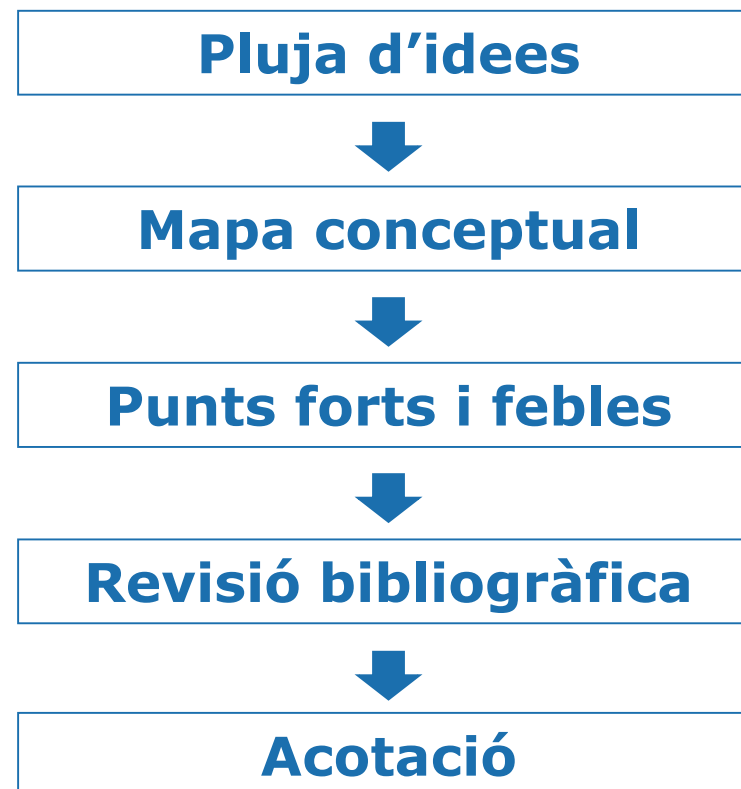 Pluja d’idees
Mapa conceptual
Punts forts i febles
Revisió bibliogràfica
Acotació